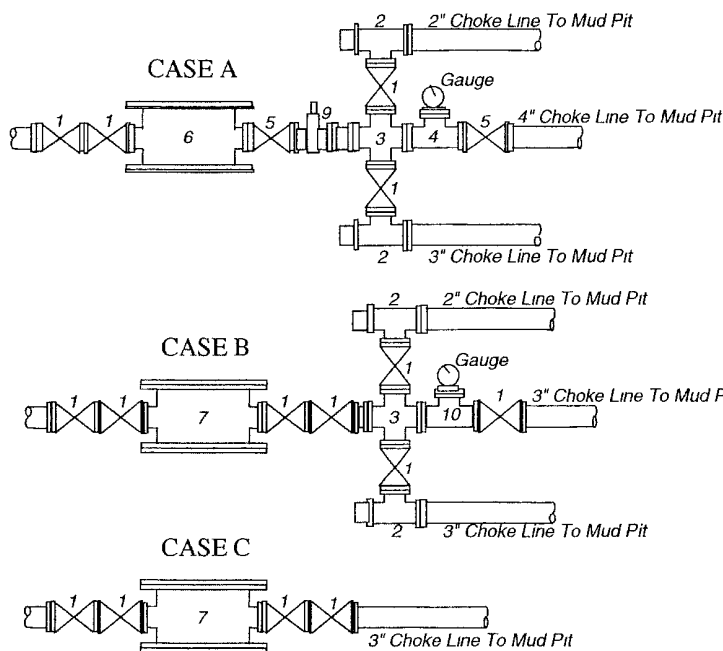 2 2" Choke Line To Mud Pit
CASE A
1 Gauge
1 1 5 9 4" Choke Line To Mud Pit
6 3 4 5
1
2 3" Choke Line To Mud Pit
2 2" Choke Line To Mud Pit
CASE B
1 Gauge
1 1 1 1 3" Choke Line To Mud P
7 3 10 1
1
2 3" Choke Line To Mud Pit
CASE C
1 1 7 1 1
3" Choke Line To Mud Pit